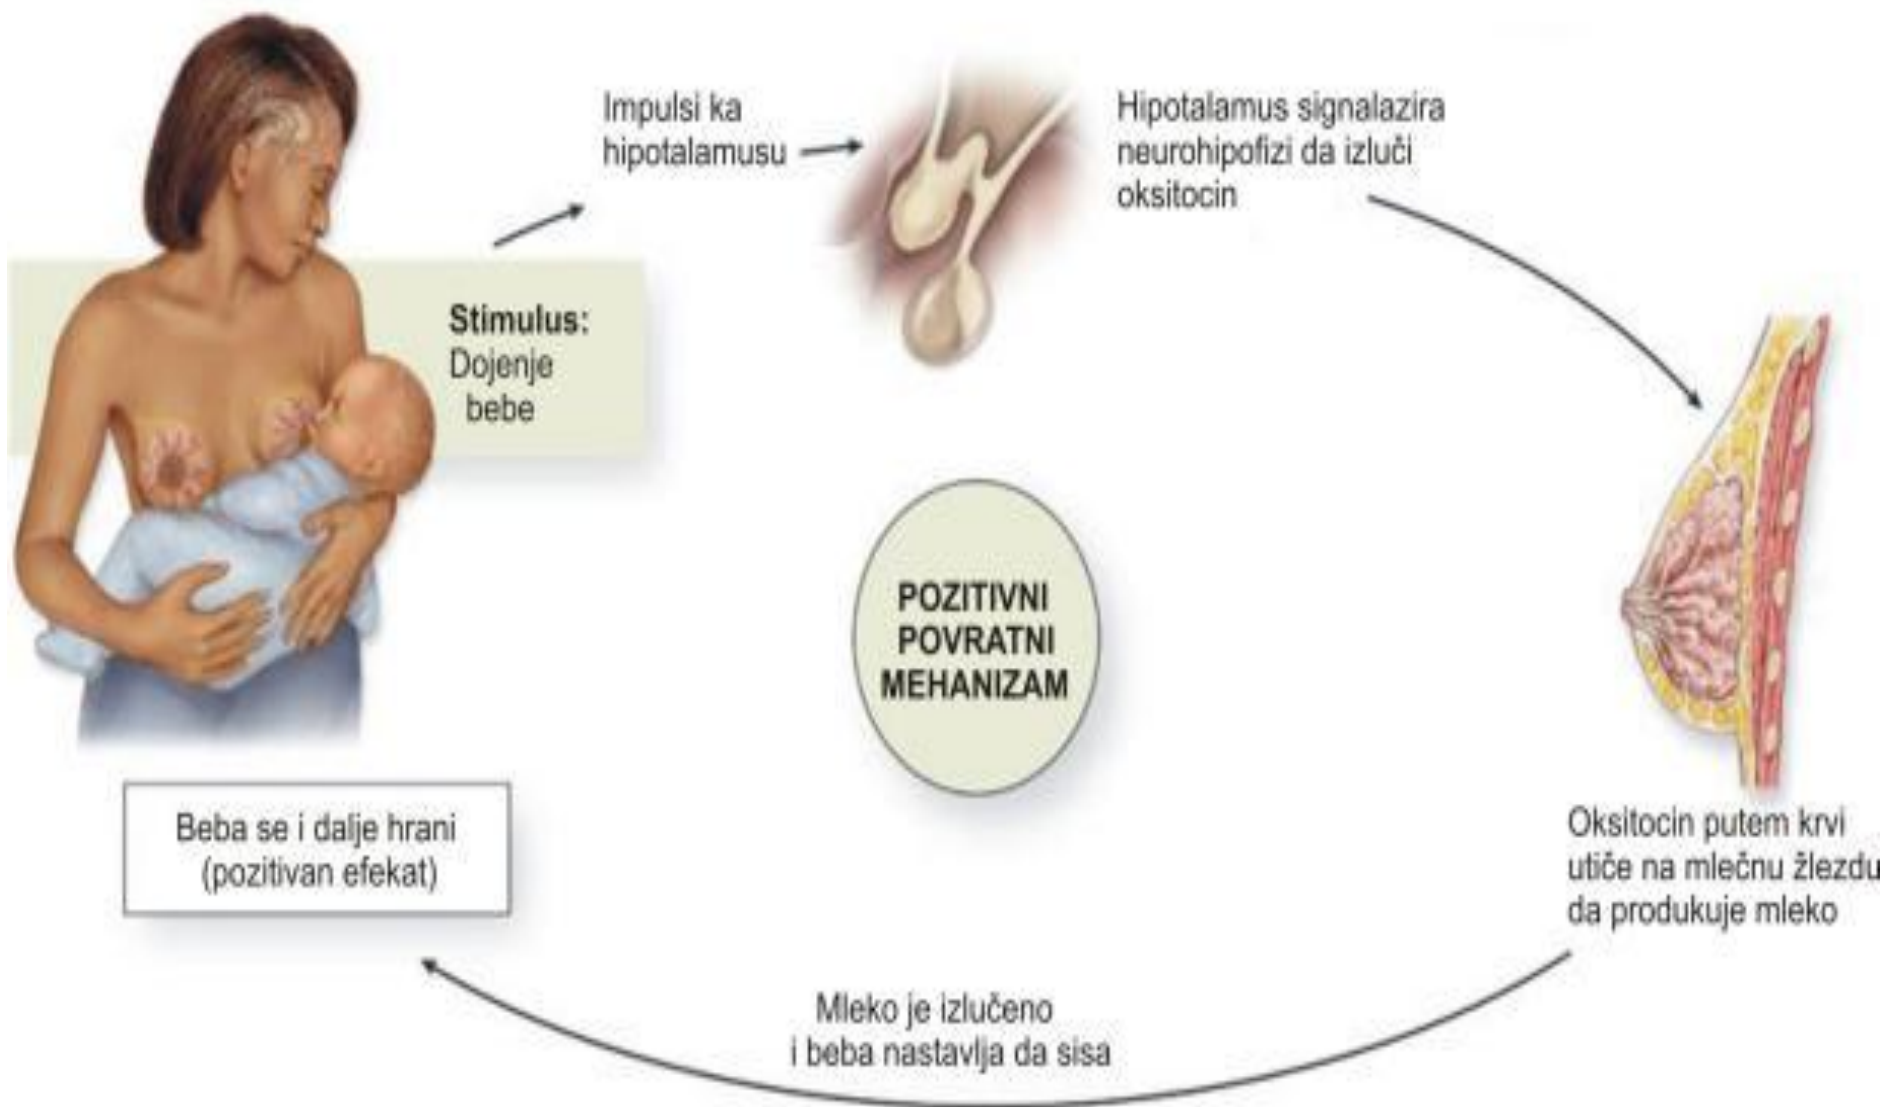 Impulsi ka
hipotalamusu
Hipotalamus signalazira
neurohipofizi da izluči
oksitocin
Stimulus:
Dojenje
bebe
POZITIVNI
POVRATNI
MEHANIZAM
Oksitocin putem krvi
utiče na mlečnu žlezdu
da produkuje mleko
Beba se i dalje hrani
(pozitivan efekat)
Mleko je izlučeno
i beba nastavlja da sisa